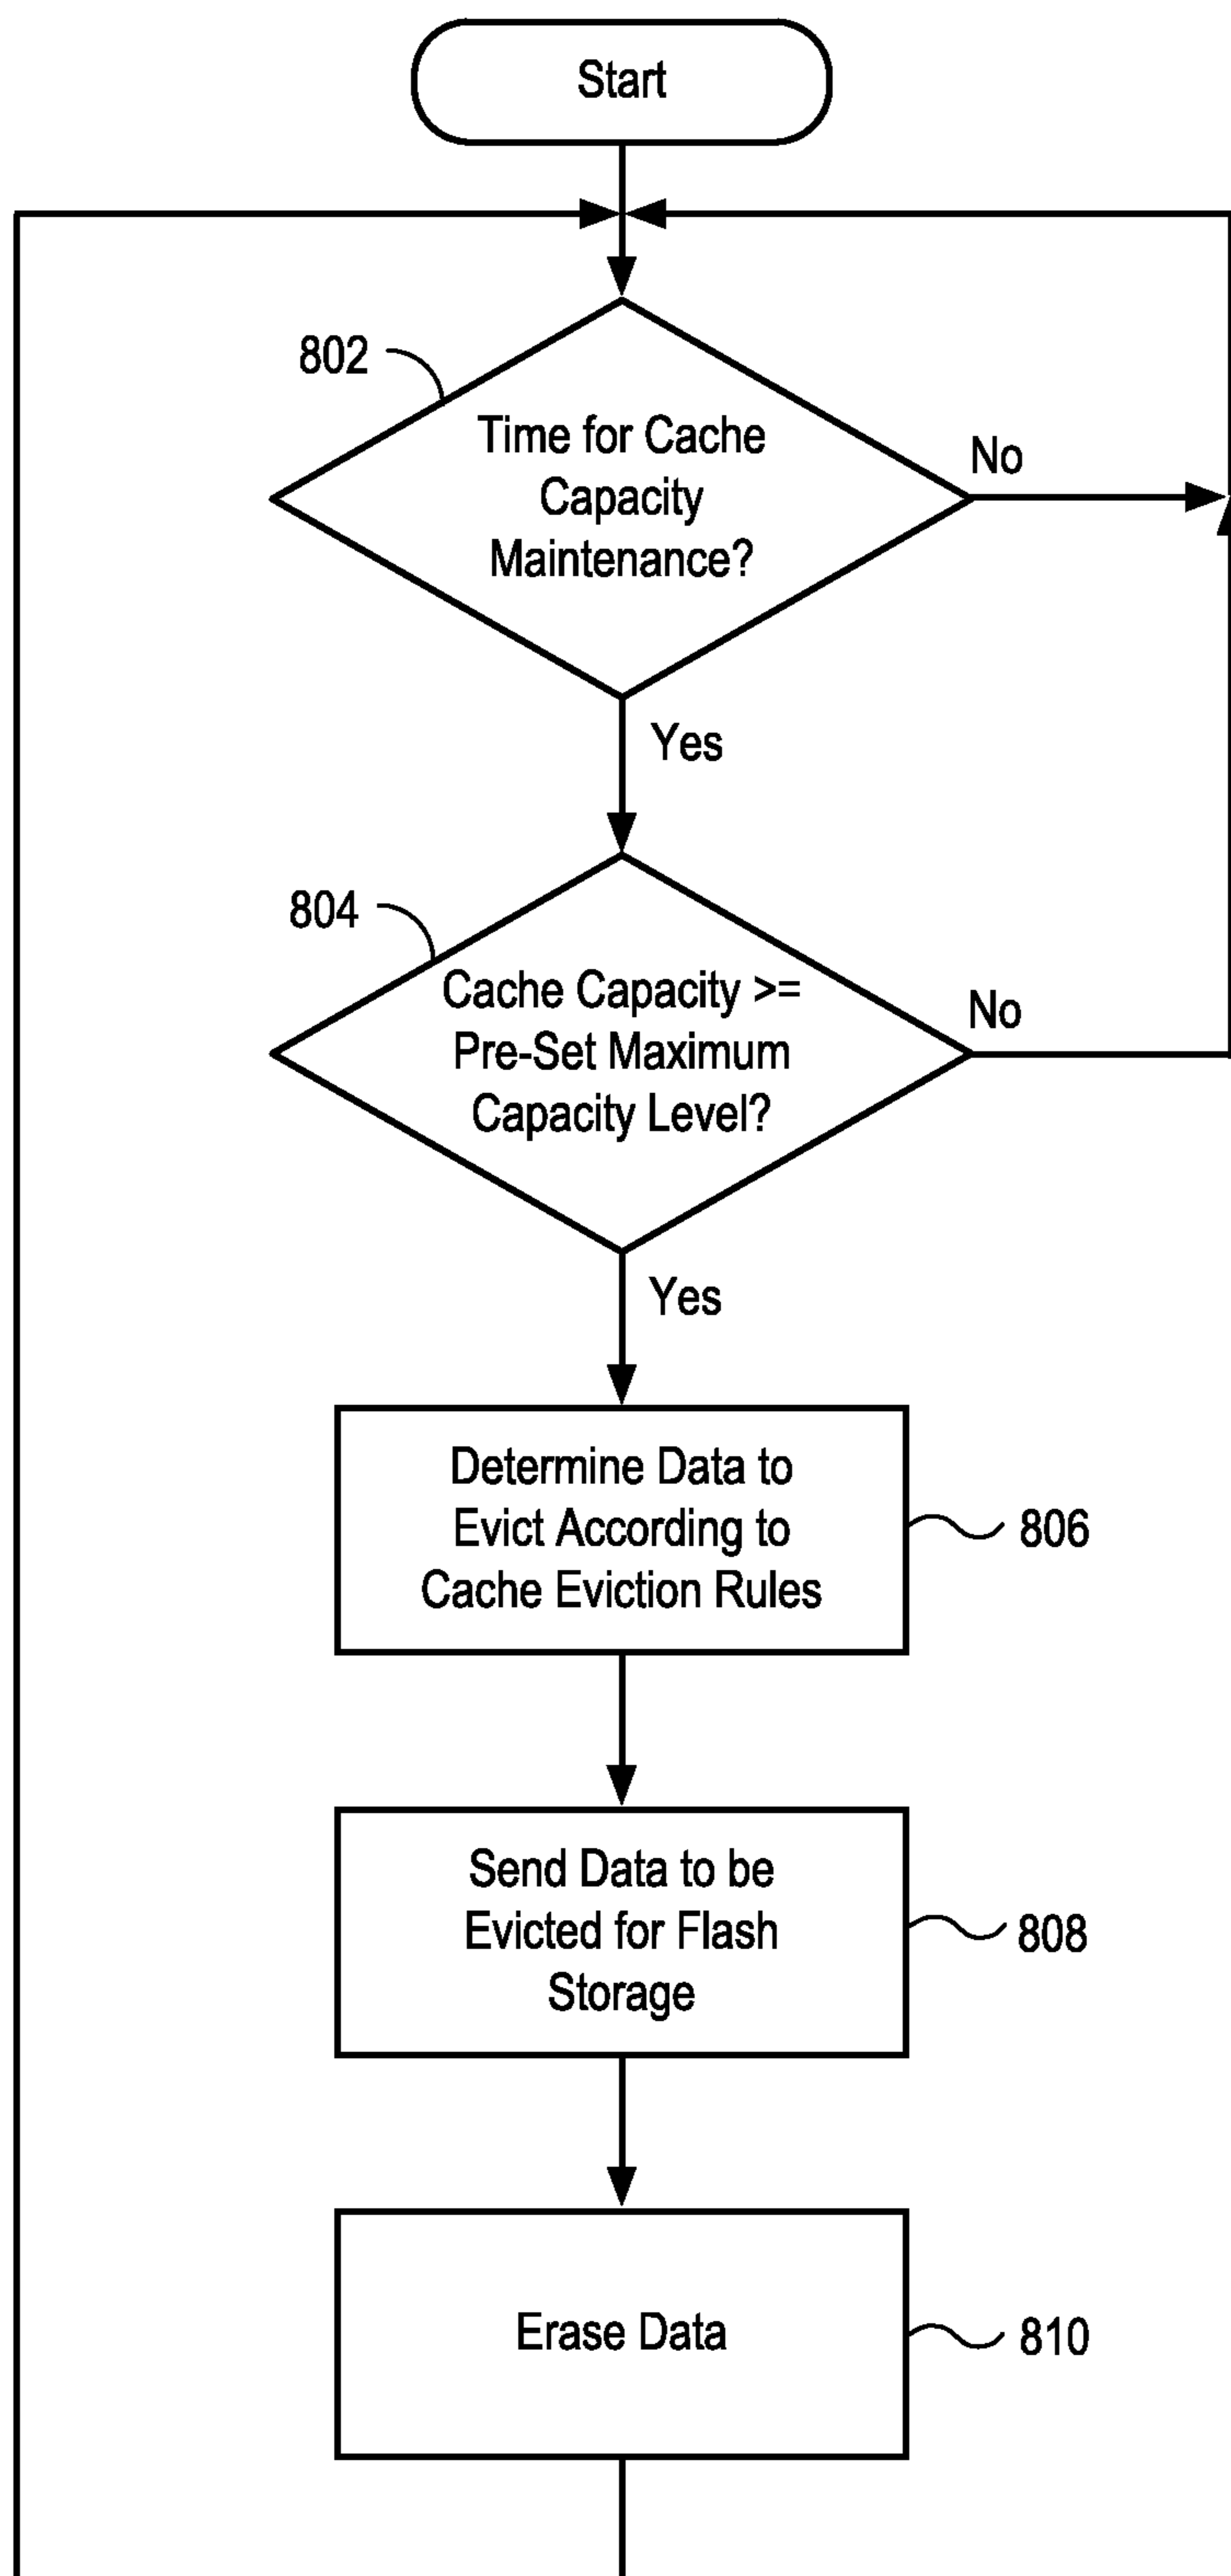 Start
802
Time for Cache
Capacity
Maintenance?
No
Yes
804
Cache Capacity >=
Pre-Set Maximum
Capacity Level?
No
Yes
Determine Data to
Evict According to
Cache Eviction Rules
806
Send Data to be
Evicted for Flash
Storage
808
Erase Data
810